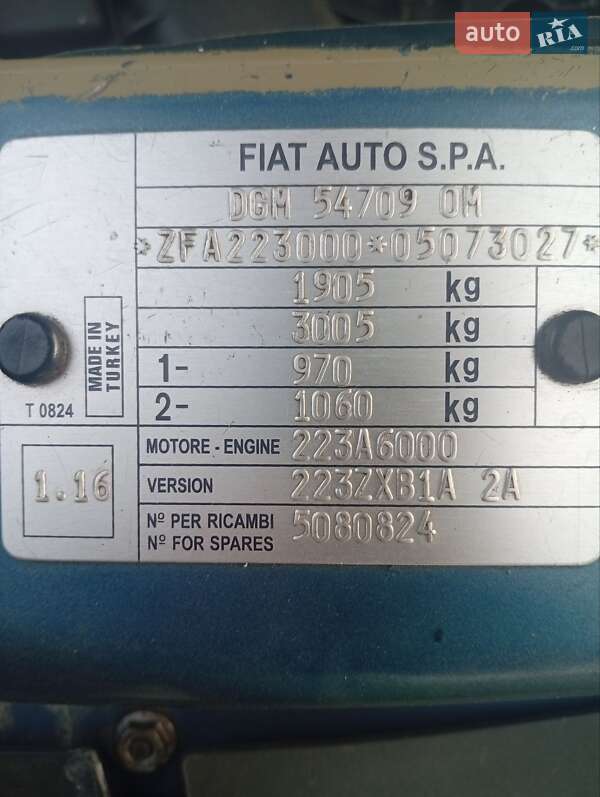 auto RIA.com
FIAT AUTO S.P.A.
DGM 54709 OM
*ZFA223000*05073027*
1905 kg
3005 kg
1- 970 kg
2- 1060 kg
MADE IN
TURKEY
T 0824
MOTORE - ENGINE 223A6000
1.16
VERSION 223ZXB1A 2A
Nº PER RICAMBI 5080824
Nº FOR SPARES